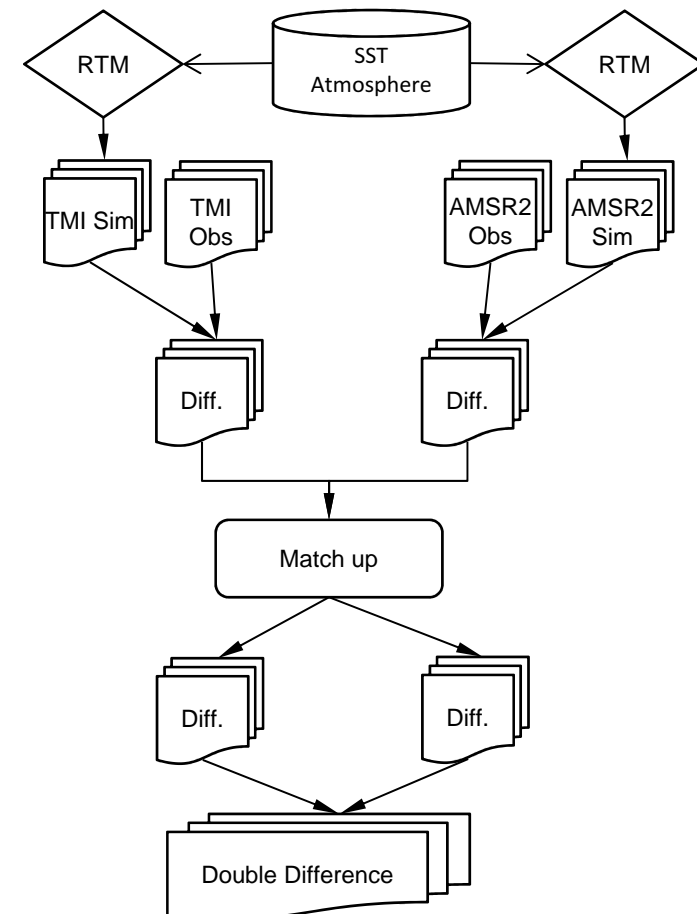 RTM
SST
Atmosphere
RTM
TMI Sim
TMI
Obs
AMSR2
Obs
AMSR2
Sim
Diff.
Diff.
Match up
Diff.
Diff.
Double Difference